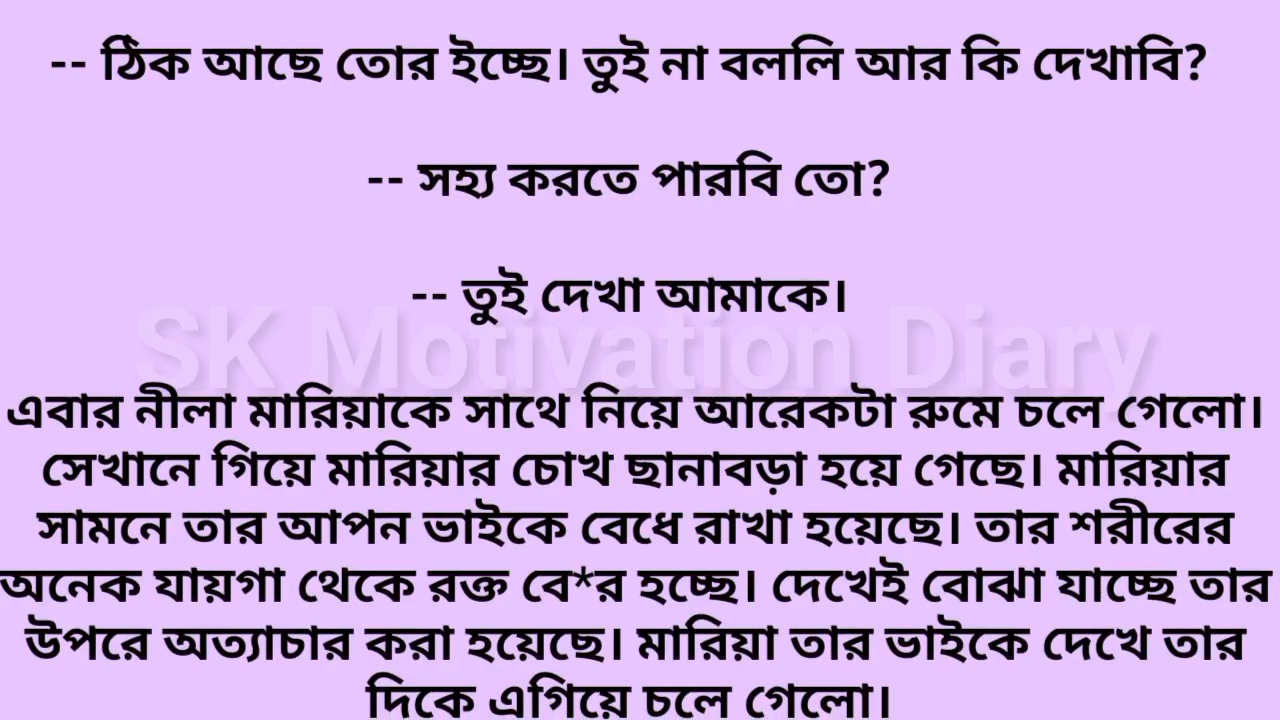 -- ঠিক আছে তোর ইচ্ছে। তুই না বললি আর কি দেখাবি?
-- সহ্য করতে পারবি তো?
-- তুই দেখা আমাকে।
SK Motivation Diary
এবার নীলা মারিয়াকে সাথে নিয়ে আরেকটা রুমে চলে গেলো।
সেখানে গিয়ে মারিয়ার চোখ ছানাবড়া হয়ে গেছে। মারিয়ার
সামনে তার আপন ভাইকে বেধে রাখা হয়েছে। তার শরীরের
অনেক যায়গা থেকে রক্ত বে*র হচ্ছে। দেখেই বোঝা যাচ্ছে তার
উপরে অত্যাচার করা হয়েছে। মারিয়া তার ভাইকে দেখে তার
দিকে এগিয়ে চলে গেলো।